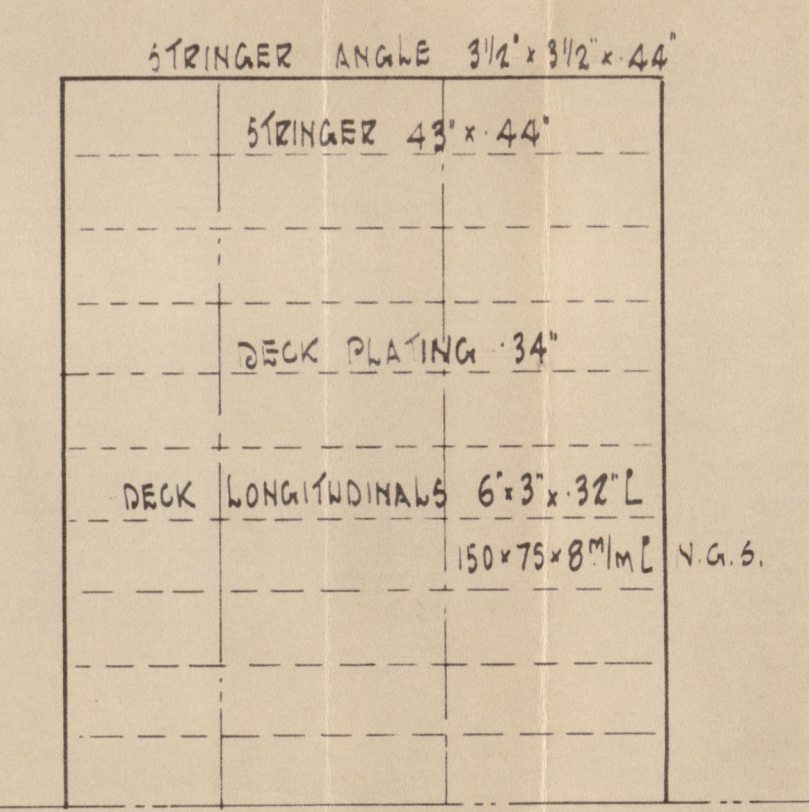 STRINGER ANGLE 3½" x 3½" x ·44"
STRINGER 43" x ·44"
DECK PLATING ·34"
DECK LONGITUDINALS 6" x 3" x ·32" [
150 x 75 x 8 m/m [ N.G.S.